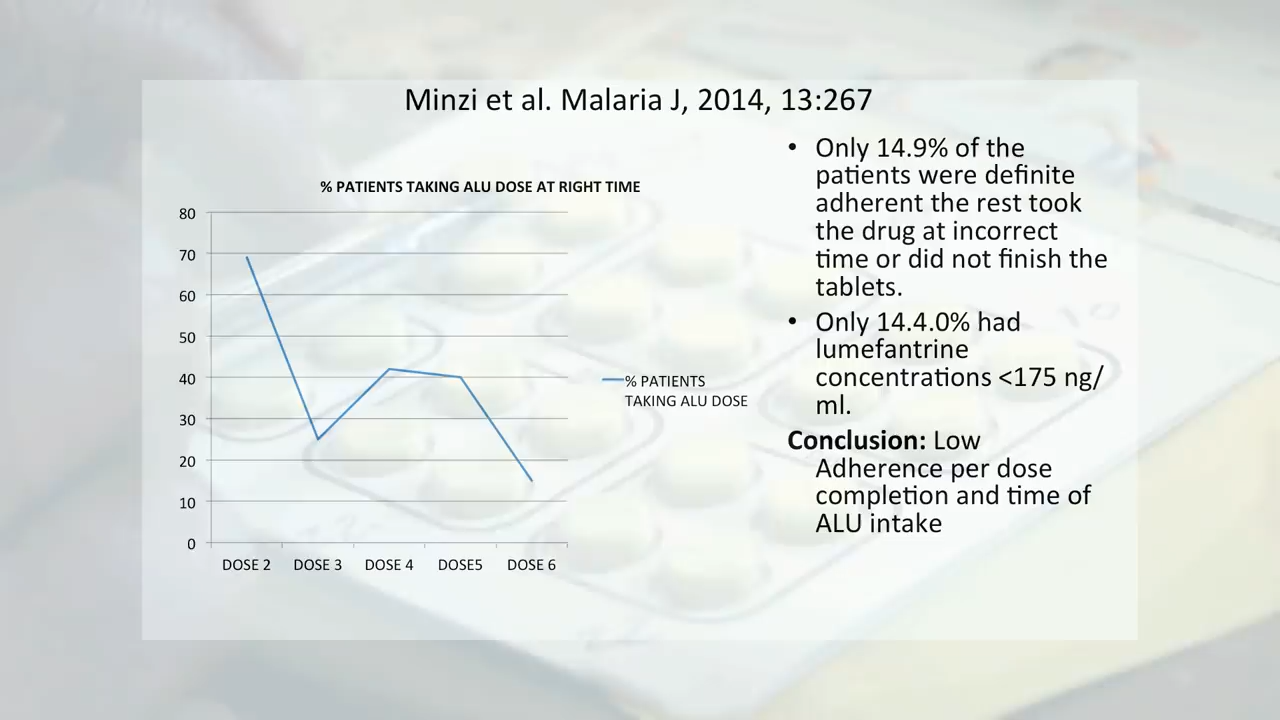 Minzi et al. Malaria J, 2014, 13:267
% PATIENTS TAKING ALU DOSE AT RIGHT TIME
80
70
60
50
40
30
20
10
0
DOSE 2 DOSE 3 DOSE 4 DOSE5 DOSE 6
% PATIENTS
TAKING ALU DOSE
• Only 14.9% of the
patients were definite
adherent the rest took
the drug at incorrect
time or did not finish the
tablets.
• Only 14.4.0% had
lumefantrine
concentrations <175 ng/
ml.
Conclusion: Low
Adherence per dose
completion and time of
ALU intake